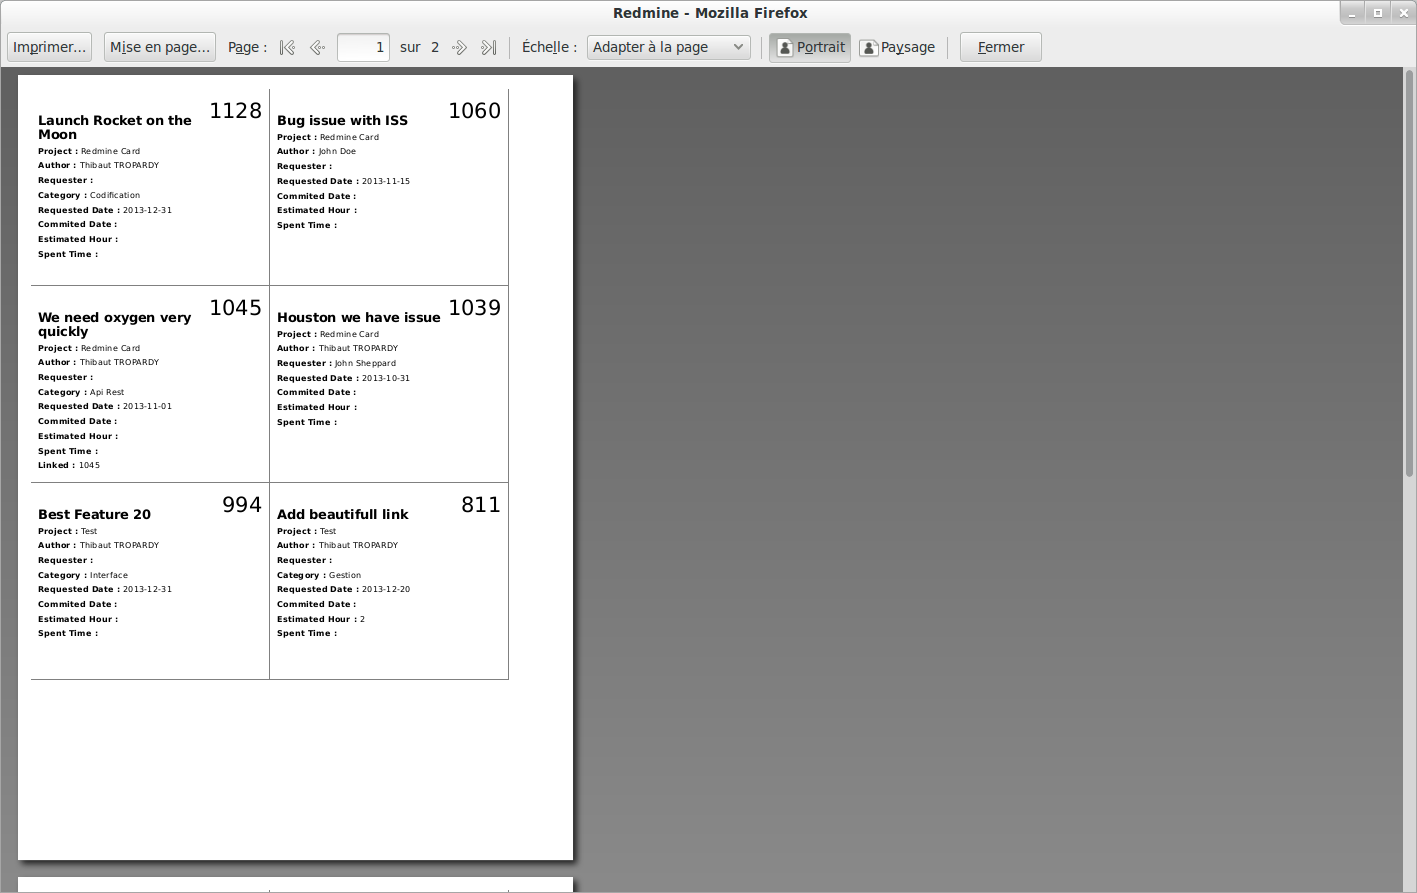 Redmine - Mozilla Firefox
Imprimer... Mise en page... Page : 1 sur 2 Échelle : Adapter à la page Portrait Paysage Fermer
1128
Launch Rocket on the
Moon
Project : Redmine Card
Author : Thibaut TROPARDY
Requester :
Category : Codification
Requested Date : 2013-12-31
Commited Date :
Estimated Hour :
Spent Time :
1060
Bug issue with ISS
Project : Redmine Card
Author : John Doe
Requester :
Requested Date : 2013-11-15
Commited Date :
Estimated Hour :
Spent Time :
1045
We need oxygen very
quickly
Project : Redmine Card
Author : Thibaut TROPARDY
Requester :
Category : Api Rest
Requested Date : 2013-11-01
Commited Date :
Estimated Hour :
Spent Time :
Linked : 1045
1039
Houston we have issue
Project : Redmine Card
Author : Thibaut TROPARDY
Requester : John Sheppard
Requested Date : 2013-10-31
Commited Date :
Estimated Hour :
Spent Time :
994
Best Feature 20
Project : Test
Author : Thibaut TROPARDY
Requester :
Category : Interface
Requested Date : 2013-12-31
Commited Date :
Estimated Hour :
Spent Time :
811
Add beautifull link
Project : Test
Author : Thibaut TROPARDY
Requester :
Category : Gestion
Requested Date : 2013-12-20
Commited Date :
Estimated Hour : 2
Spent Time :